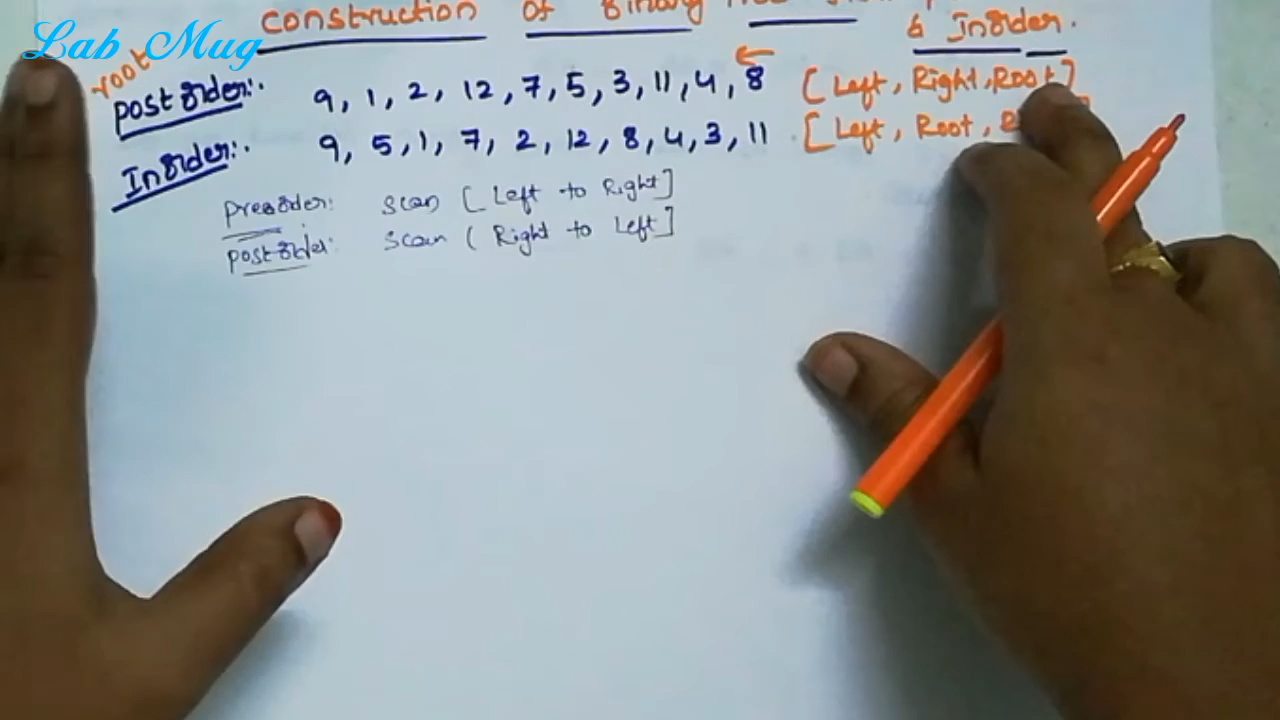 Lab Mug
construction of Binary
& Inorder.
root
postorder:. 9, 1, 2, 12, 7, 5, 3, 11, 4, 8 [Left, Right, Root]
Inorder:. 9, 5, 1, 7, 2, 12, 8, 4, 3, 11 [Left, Root,
preorder: scan [Left to Right]
postorder: scan (Right to Left]